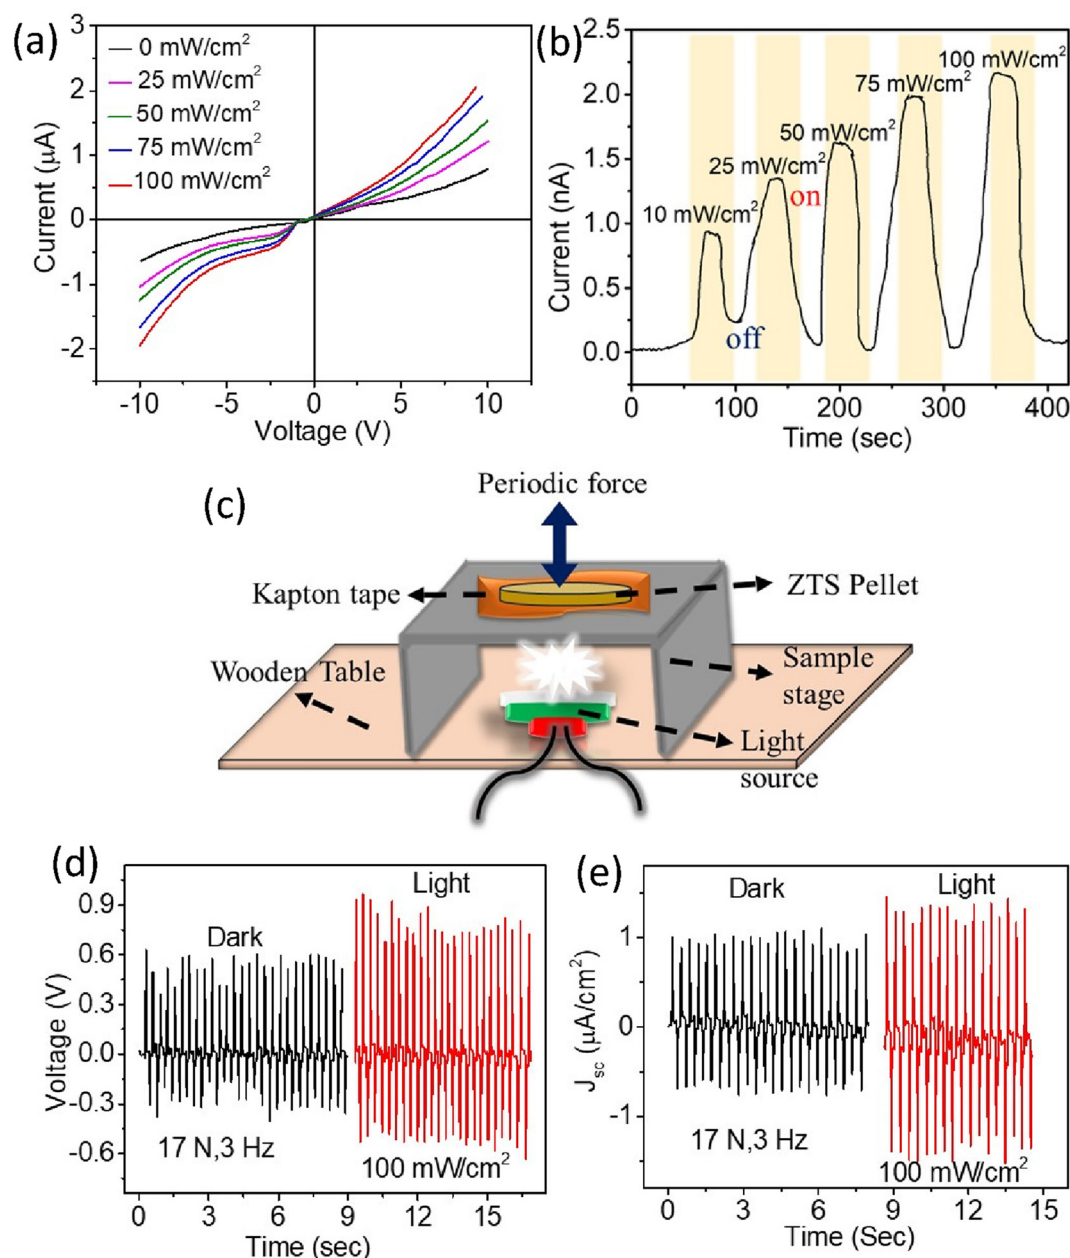 (a)
3
2
1
0
-1
-2
Current (µA)
0 mW/cm²
25 mW/cm²
50 mW/cm²
75 mW/cm²
100 mW/cm²
-10 -5 0 5 10
Voltage (V)
(b)
2.5
2.0
1.5
1.0
0.5
0.0
Current (nA)
100 mW/cm²
75 mW/cm²
50 mW/cm²
25 mW/cm²
on
10 mW/cm²
off
0 100 200 300 400
Time (sec)
(c)
Periodic force
Kapton tape
ZTS Pellet
Wooden Table
Sample
stage
Light
source
(d)
0.9
0.6
0.3
0.0
-0.3
-0.6
Voltage (V)
Dark
Light
17 N,3 Hz
100 mW/cm²
0 3 6 9 12 15
Time (sec)
(e)
1
0
-1
Jsc (µA/cm²)
Dark
Light
17 N,3 Hz
100 mW/cm²
0 3 6 9 12 15
Time (Sec)